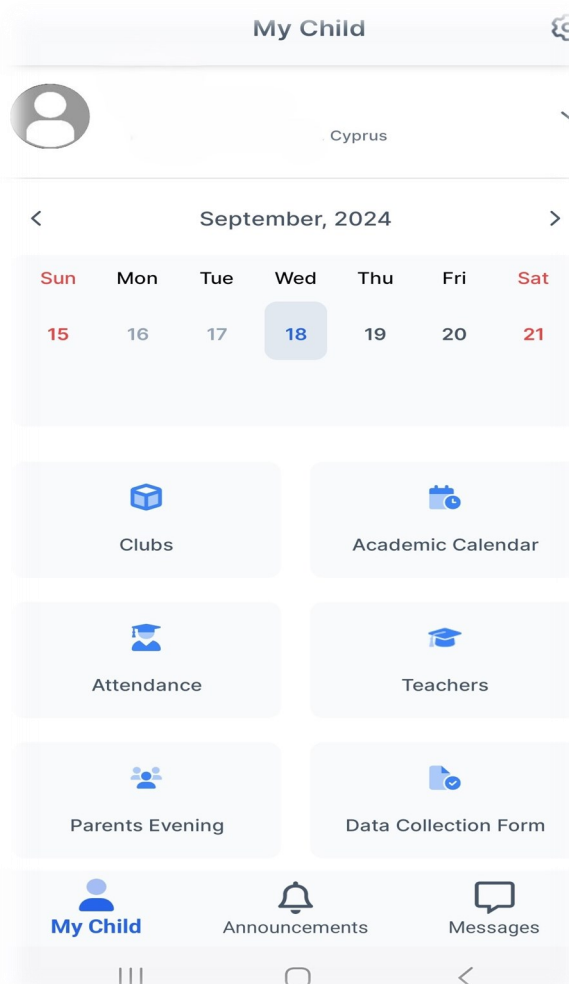 My Child
Cyprus
September, 2024
Sun Mon Tue Wed Thu Fri Sat
15 16 17 18 19 20 21
Clubs
Academic Calendar
Attendance
Teachers
Parents Evening
Data Collection Form
My Child Announcements Messages